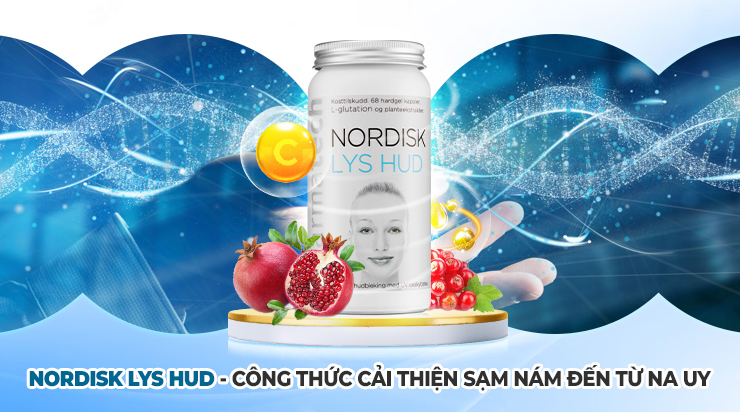 Kosttilskudd. 68 hardgel kapsler
L-glutation og planteekstrakter
NORDISK
LYS HUD
C
NORDISK LYS HUD - CÔNG THỨC CẢI THIỆN SẠM NÁM ĐẾN TỪ NA UY